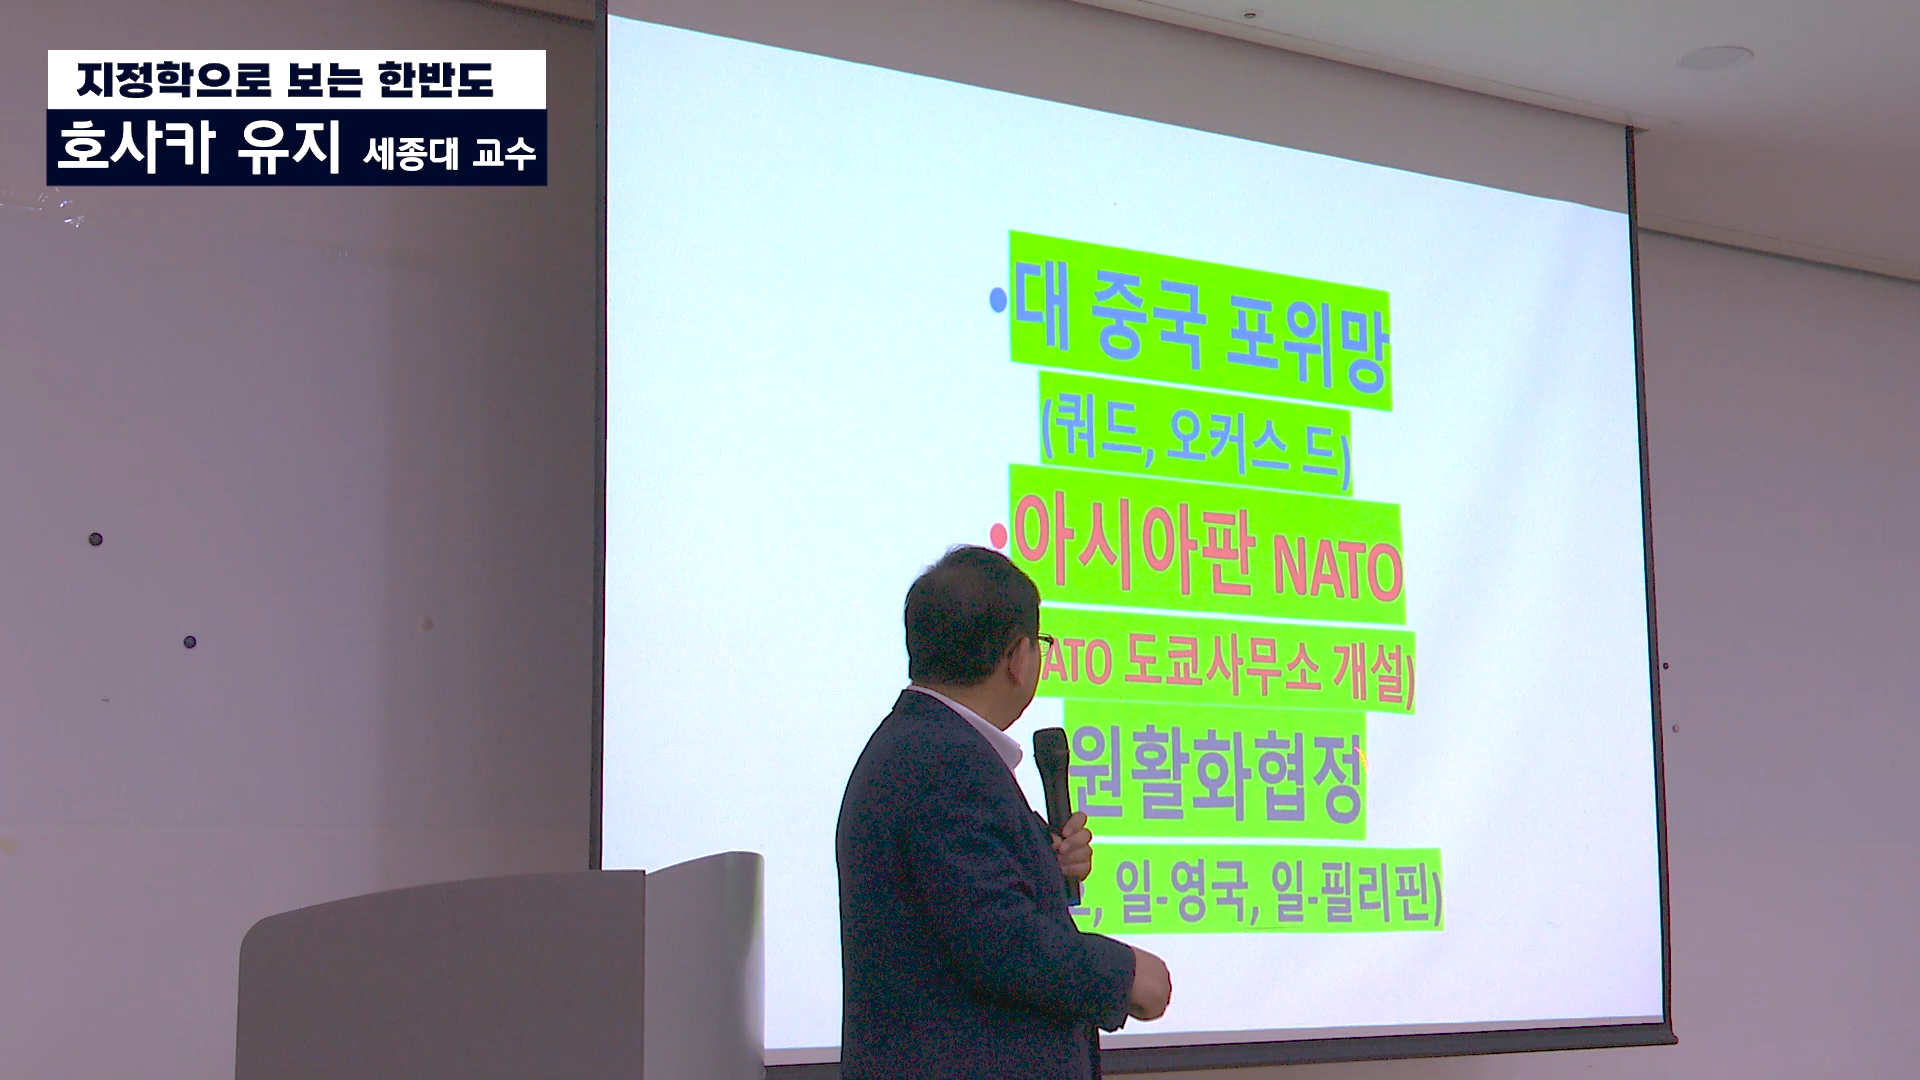 지정학으로 보는 한반도
호사카 유지 세종대 교수
•대 중국 포위망
(쿼드, 오커스 드)
•아시아판 NATO
ATO 도쿄사무소 개설)
원활화협정
, 일-영국, 일-필리핀)